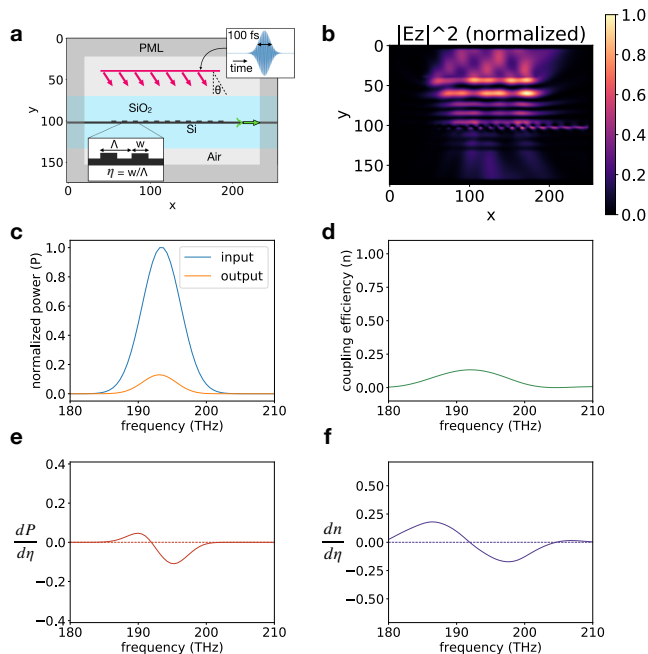 a
0
50
100
150
y
0
100
200
x
PML
100 fs
time
θ
SiO₂
Si
Λ
w
η = w/Λ
Air
b
|Ez|^2 (normalized)
0
50
100
150
y
0
100
200
x
1.0
0.8
0.6
0.4
0.2
0.0
c
normalized power (P)
1.0
0.8
0.6
0.4
0.2
0.0
input
output
180
190
200
210
frequency (THz)
d
coupling efficiency (n)
1.00
0.75
0.50
0.25
0.00
180
190
200
210
frequency (THz)
e
dP
dη
0.4
0.2
0.0
−0.2
−0.4
180
190
200
210
frequency (THz)
f
dn
dη
0.50
0.25
0.00
−0.25
−0.50
180
190
200
210
frequency (THz)